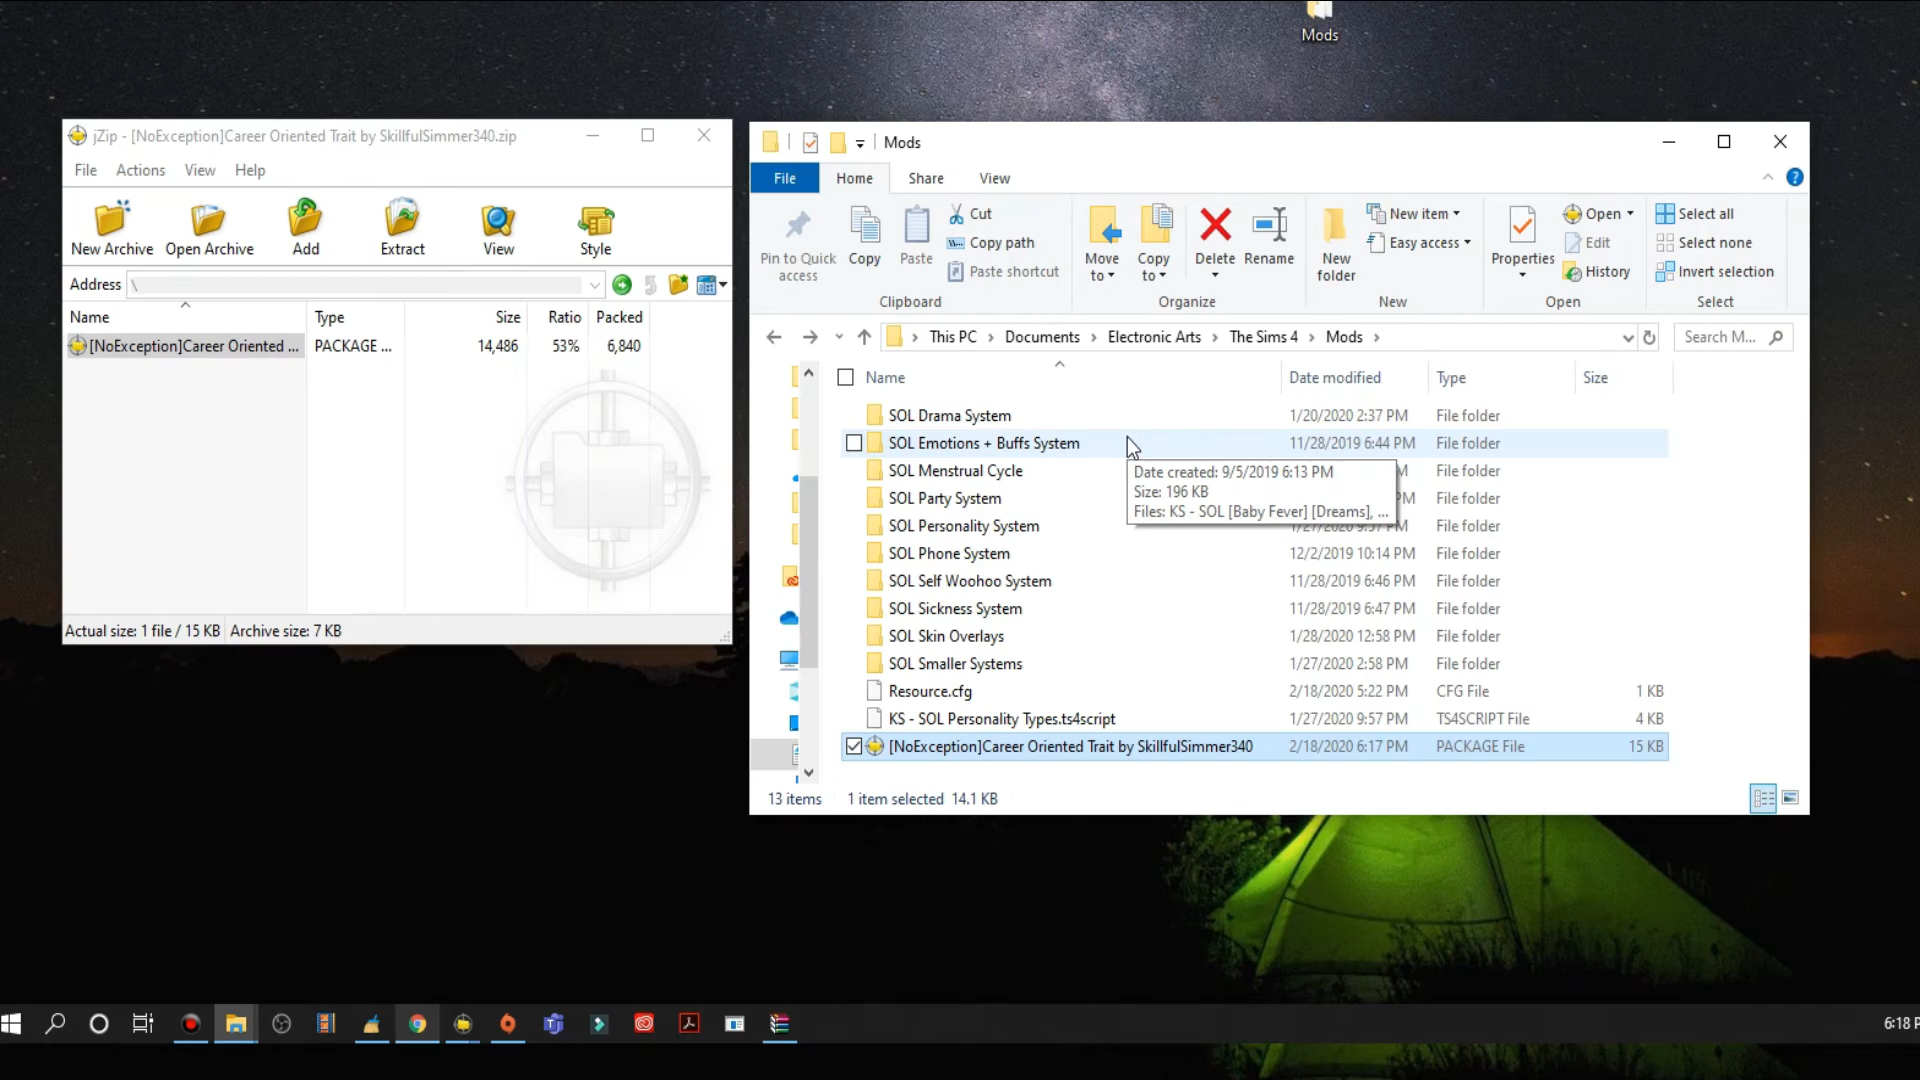 Mods
jZip - [NoException]Career Oriented Trait by SkillfulSimmer340.zip
File Actions View Help
New Archive Open Archive Add Extract View Style
Address \
Name Type Size Ratio Packed
[NoException]Career Oriented ... PACKAGE ... 14,486 53% 6,840
Actual size: 1 file / 15 KB Archive size: 7 KB
Mods
File Home Share View
Pin to Quick access
Copy
Paste
Cut
Copy path
Paste shortcut
Clipboard
Move to
Copy to
Delete
Rename
Organize
New folder
New item
Easy access
New
Properties
Open
Edit
History
Open
Select all
Select none
Invert selection
Select
This PC > Documents > Electronic Arts > The Sims 4 > Mods >
Search M...
Name Date modified Type Size
SOL Drama System 1/20/2020 2:37 PM File folder
SOL Emotions + Buffs System 11/28/2019 6:44 PM File folder
SOL Menstrual Cycle File folder
SOL Party System PM File folder
SOL Personality System 1/27/2020 9:57 PM File folder
SOL Phone System 12/2/2019 10:14 PM File folder
SOL Self Woohoo System 11/28/2019 6:46 PM File folder
SOL Sickness System 11/28/2019 6:47 PM File folder
SOL Skin Overlays 1/28/2020 12:58 PM File folder
SOL Smaller Systems 1/27/2020 2:58 PM File folder
Resource.cfg 2/18/2020 5:22 PM CFG File 1 KB
KS - SOL Personality Types.ts4script 1/27/2020 9:57 PM TS4SCRIPT File 4 KB
[NoException]Career Oriented Trait by SkillfulSimmer340 2/18/2020 6:17 PM PACKAGE File 15 KB
Date created: 9/5/2019 6:13 PM
Size: 196 KB
Files: KS - SOL [Baby Fever] [Dreams], ...
13 items 1 item selected 14.1 KB
6:18 P